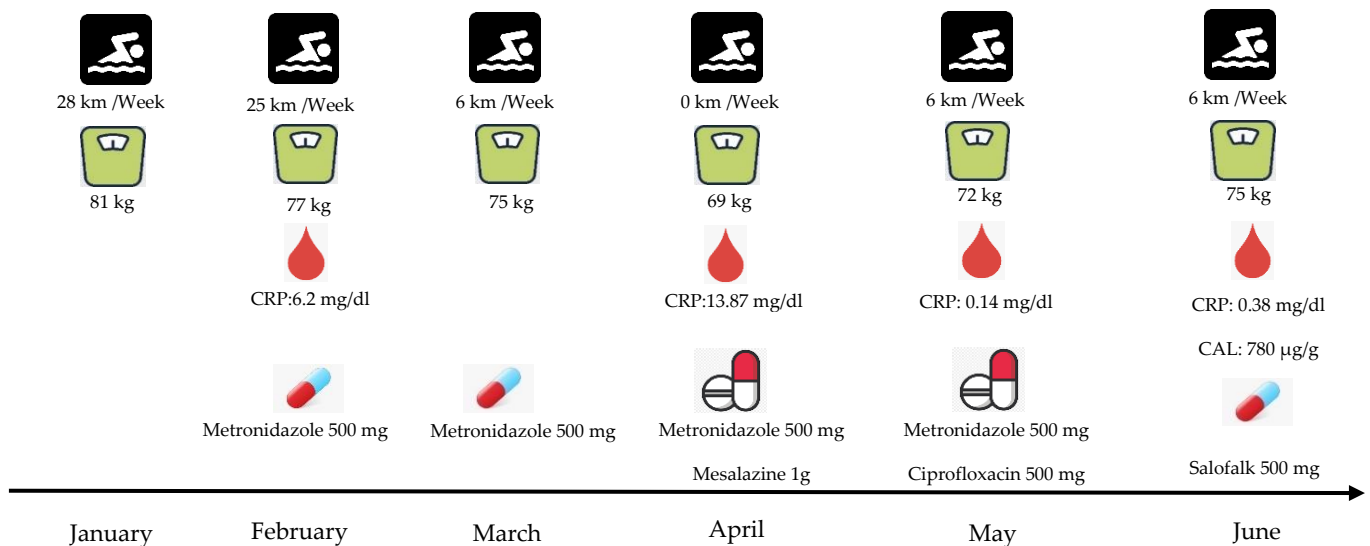 28 km /Week
25 km /Week
6 km /Week
0 km /Week
6 km /Week
6 km /Week
81 kg
77 kg
75 kg
69 kg
72 kg
75 kg
CRP:6.2 mg/dl
CRP:13.87 mg/dl
CRP: 0.14 mg/dl
CRP: 0.38 mg/dl
CAL: 780 µg/g
Metronidazole 500 mg
Metronidazole 500 mg
Metronidazole 500 mg
Metronidazole 500 mg
Mesalazine 1g
Ciprofloxacin 500 mg
Salofalk 500 mg
January
February
March
April
May
June